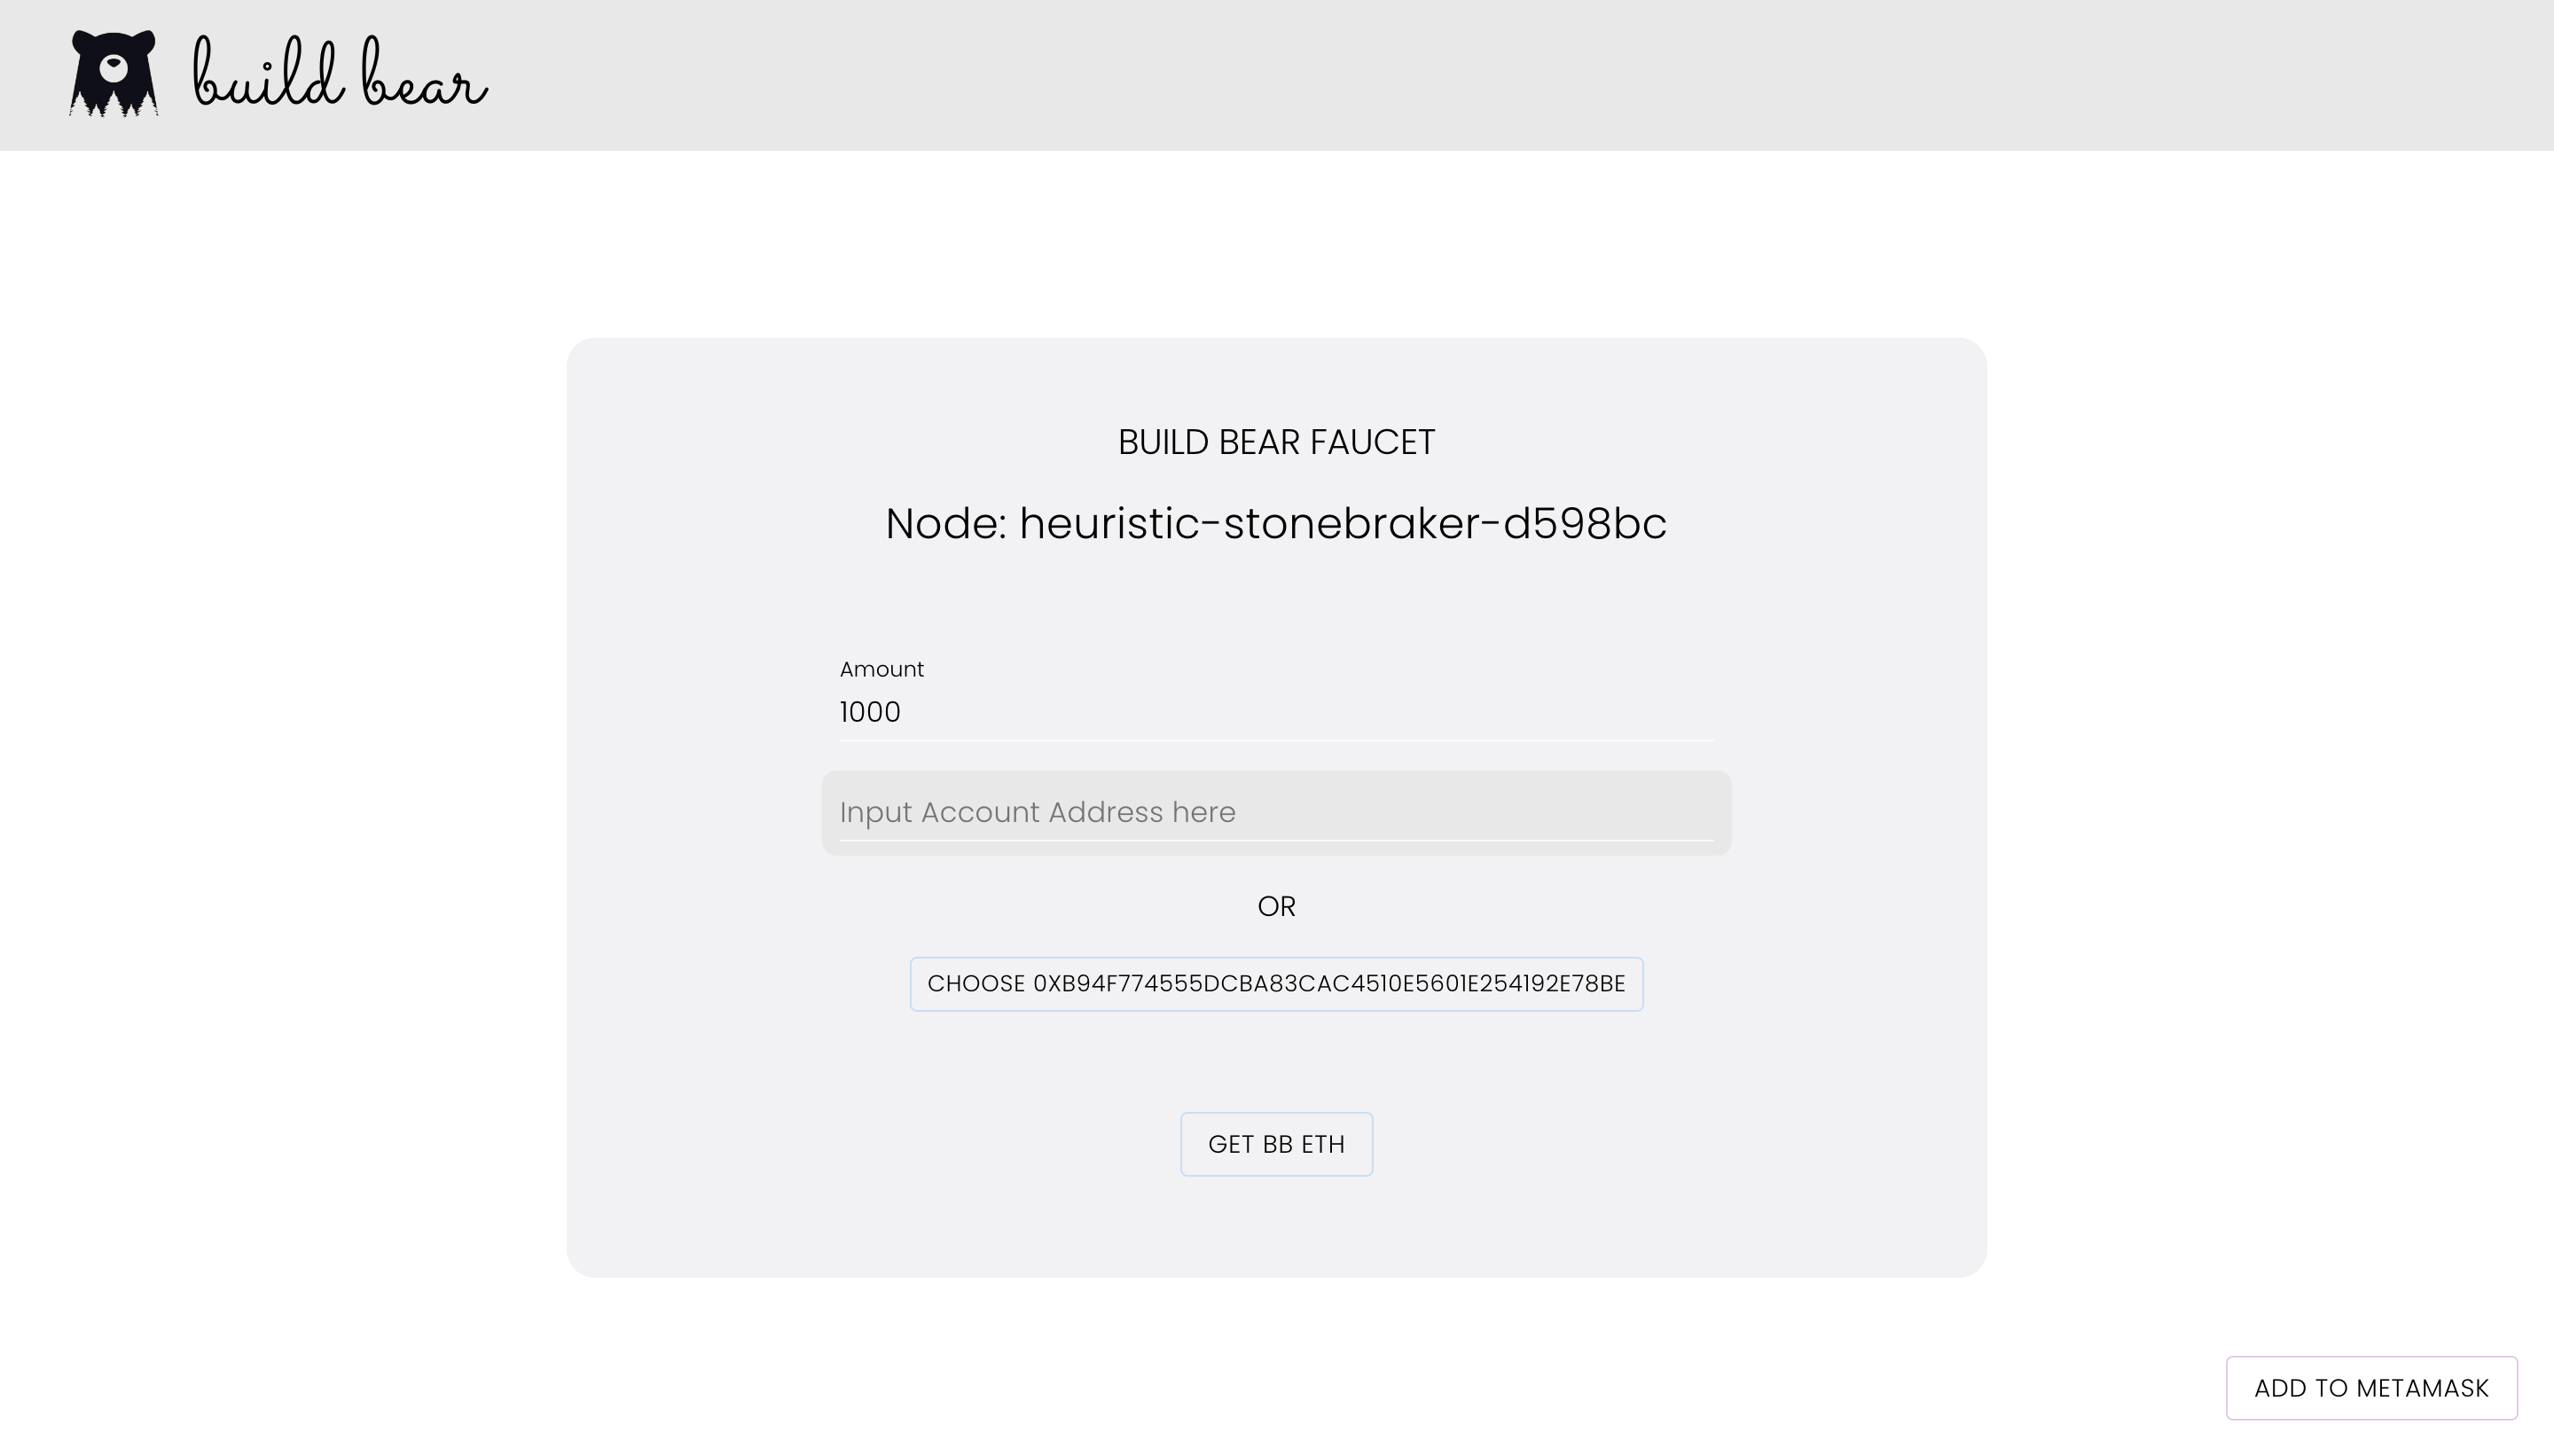 build bear
BUILD BEAR FAUCET
Node: heuristic-stonebraker-d598bc
Amount
1000
Input Account Address here
OR
CHOOSE 0XB94F774555DCBA83CAC4510E5601E254192E78BE
GET BB ETH
ADD TO METAMASK